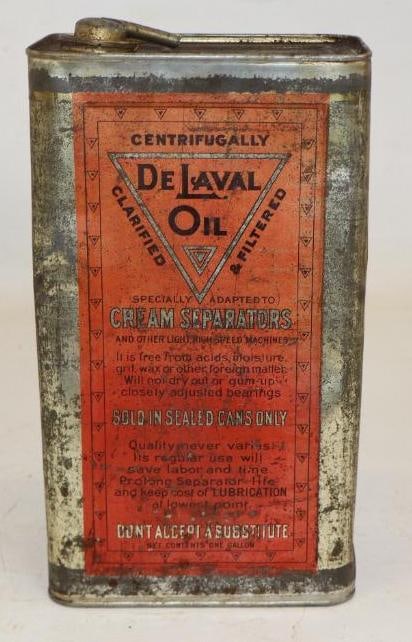 CENTRIFUGALLY
DE LAVAL
OIL
CLARIFIED
& FILTERED
SPECIALLY ADAPTED TO
CREAM SEPARATORS
AND OTHER LIGHT, HIGH SPEED MACHINES
It is free from acids, moisture,
grit, wax or other foreign matter.
Will not dry out or gum-up
closely adjusted bearings
SOLD IN SEALED CANS ONLY
Quality never varies.
Its regular use will
save labor and time
Prolong Separator life
and keep cost of LUBRICATION
at lowest point.
DON'T ACCEPT A SUBSTITUTE
NET CONTENTS ONE GALLON